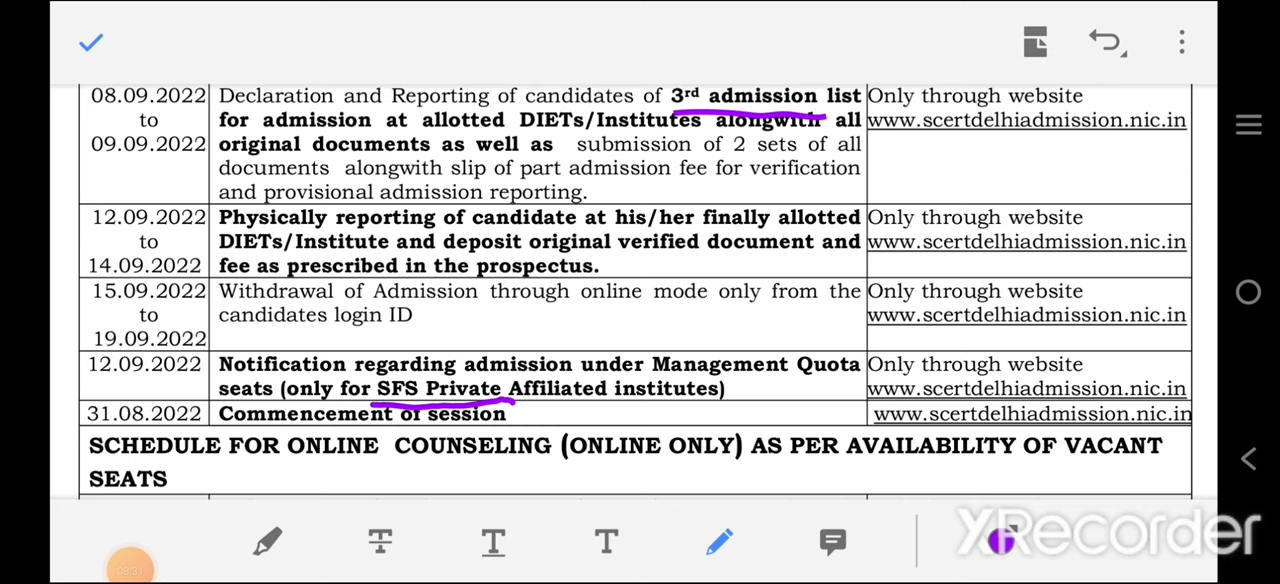 08.09.2022 Declaration and Reporting of candidates of 3rd admission list Only through website
to for admission at allotted DIETs/Institutes alongwith all www.scertdelhiadmission.nic.in
09.09.2022 original documents as well as submission of 2 sets of all
documents alongwith slip of part admission fee for verification
and provisional admission reporting.
12.09.2022 Physically reporting of candidate at his/her finally allotted Only through website
to DIETs/Institute and deposit original verified document and www.scertdelhiadmission.nic.in
14.09.2022 fee as prescribed in the prospectus.
15.09.2022 Withdrawal of Admission through online mode only from the Only through website
to candidates login ID www.scertdelhiadmission.nic.in
19.09.2022
12.09.2022 Notification regarding admission under Management Quota Only through website
seats (only for SFS Private Affiliated institutes) www.scertdelhiadmission.nic.in
31.08.2022 Commencement of session www.scertdelhiadmission.nic.in
SCHEDULE FOR ONLINE COUNSELING (ONLINE ONLY) AS PER AVAILABILITY OF VACANT
SEATS
T T T
XRecorder
08:31